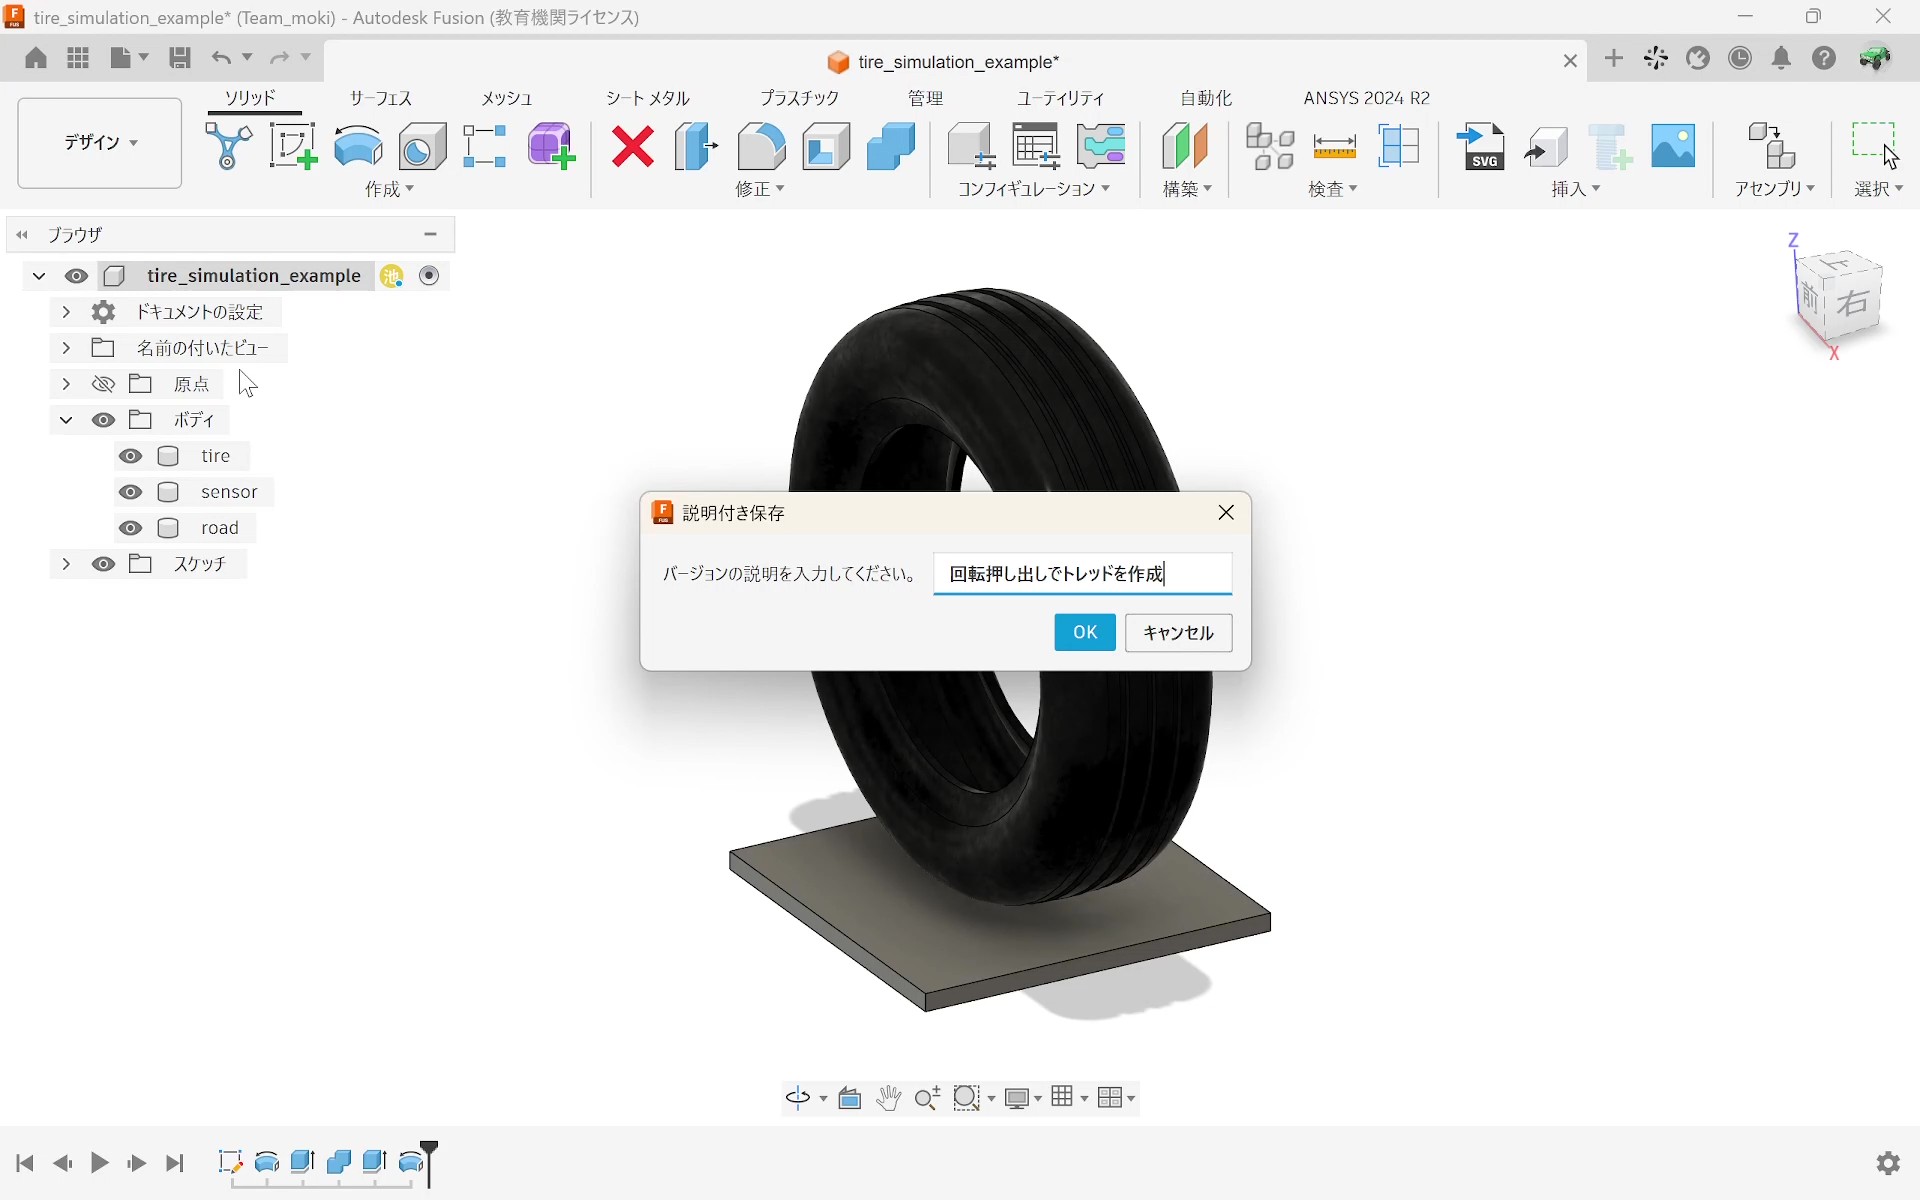 tire_simulation_example* (Team_moki) - Autodesk Fusion (教育機関ライセンス)
tire_simulation_example*
ソリッド サーフェス メッシュ シート メタル プラスチック 管理 ユーティリティ 自動化 ANSYS 2024 R2
デザイン
SVG
作成 修正 コンフィギュレーション 構築 検査 挿入 アセンブリ 選択
ブラウザ
tire_simulation_example 池
ドキュメントの設定
名前の付いたビュー
原点
ボディ
tire
sensor
road
スケッチ
Z
上
前
右
X
説明付き保存
バージョンの説明を入力してください。 回転押し出しでトレッドを作成
OK キャンセル